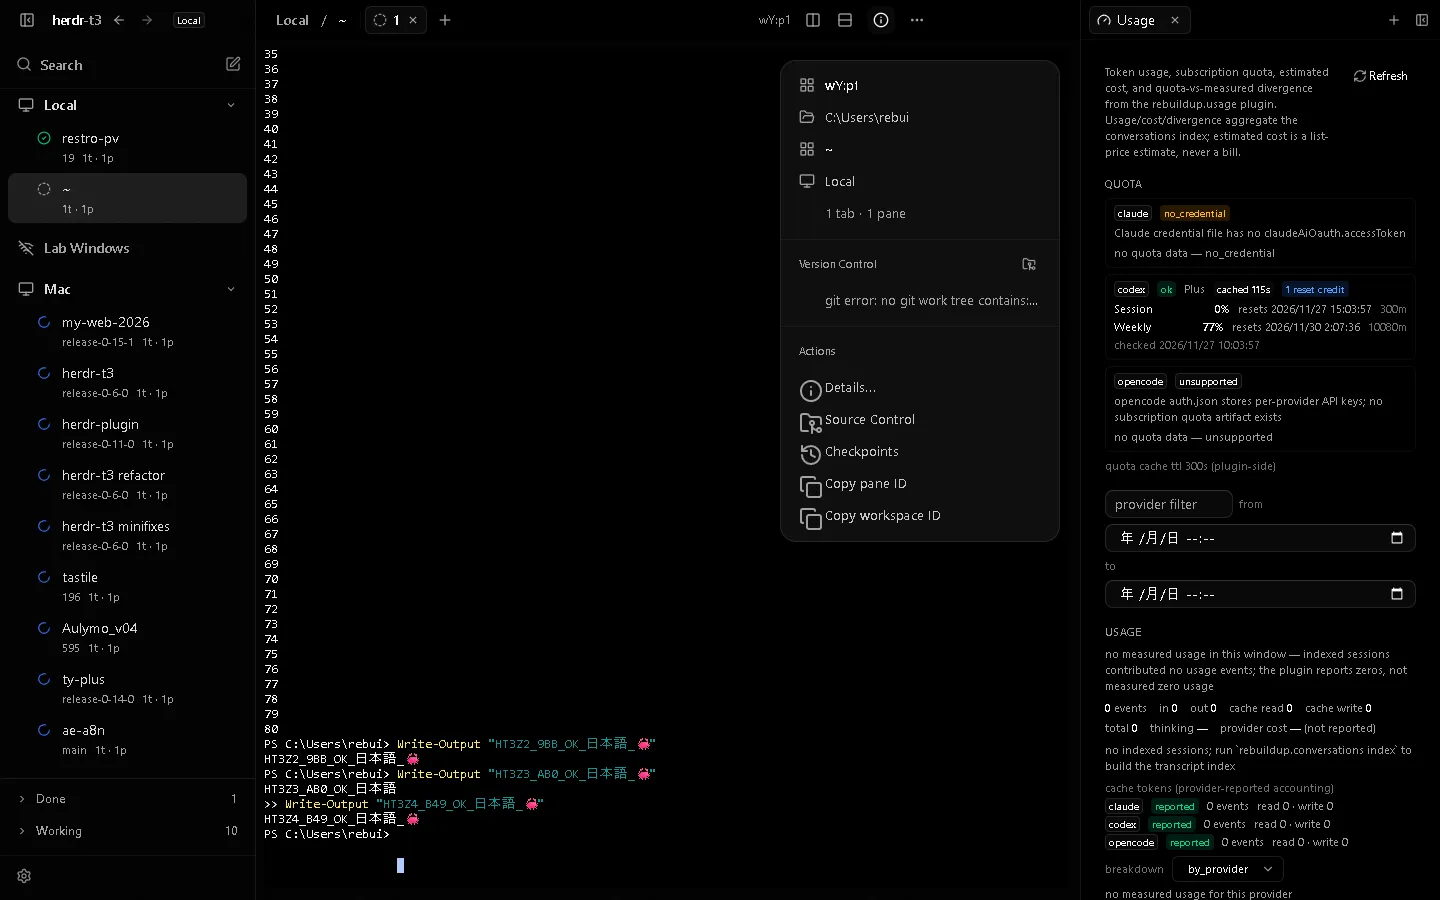 herdr-t3
Local
Search
Local
restro-pv
19 1t · 1p
~
1t · 1p
Lab Windows
Mac
my-web-2026
release-0-15-1 1t · 1p
herdr-t3
release-0-6-0 1t · 1p
herdr-plugin
release-0-11-0 1t · 1p
herdr-t3 refactor
release-0-6-0 1t · 1p
herdr-t3 minifixes
release-0-6-0 1t · 1p
tastile
196 1t · 1p
Aulymo_v04
595 1t · 1p
ty-plus
release-0-14-0 1t · 1p
ae-a8n
main 1t · 1p
Done 1
Working 10
Local / ~
1
wY:p1
35
36
37
38
39
40
41
42
43
44
45
46
47
48
49
50
51
52
53
54
55
56
57
58
59
60
61
62
63
64
65
66
67
68
69
70
71
72
73
74
75
76
77
78
79
80
PS C:\Users\rebui> Write-Output "HT3Z2_9BB_OK_日本語_🦀"
HT3Z2_9BB_OK_日本語_🦀
PS C:\Users\rebui> Write-Output "HT3Z3_AB0_OK_日本語_🦀"
HT3Z3_AB0_OK_日本語
>> Write-Output "HT3Z4_B49_OK_日本語_🦀"
HT3Z4_B49_OK_日本語_🦀
PS C:\Users\rebui>
wY:p1
C:\Users\rebui
~
Local
1 tab · 1 pane
Version Control
git error: no git work tree contains:...
Actions
Details...
Source Control
Checkpoints
Copy pane ID
Copy workspace ID
Usage
Token usage, subscription quota, estimated
cost, and quota-vs-measured divergence
from the rebuildup.usage plugin.
Usage/cost/divergence aggregate the
conversations index; estimated cost is a list-
price estimate, never a bill.
Refresh
QUOTA
claude no_credential
Claude credential file has no claudeAiOauth.accessToken
no quota data — no_credential
codex ok Plus cached 115s 1 reset credit
Session 0% resets 2026/11/27 15:03:57 300m
Weekly 77% resets 2026/11/30 2:07:36 10080m
checked 2026/11/27 10:03:57
opencode unsupported
opencode auth.json stores per-provider API keys; no
subscription quota artifact exists
no quota data — unsupported
quota cache ttl 300s (plugin-side)
provider filter from
年 /月/日 --:--
to
年 /月/日 --:--
USAGE
no measured usage in this window — indexed sessions
contributed no usage events; the plugin reports zeros, not
measured zero usage
0 events in 0 out 0 cache read 0 cache write 0
total 0 thinking — provider cost — (not reported)
no indexed sessions; run `rebuildup.conversations index` to
build the transcript index
cache tokens (provider-reported accounting)
claude reported 0 events read 0 · write 0
codex reported 0 events read 0 · write 0
opencode reported 0 events read 0 · write 0
breakdown by_provider
no measured usage for this provider